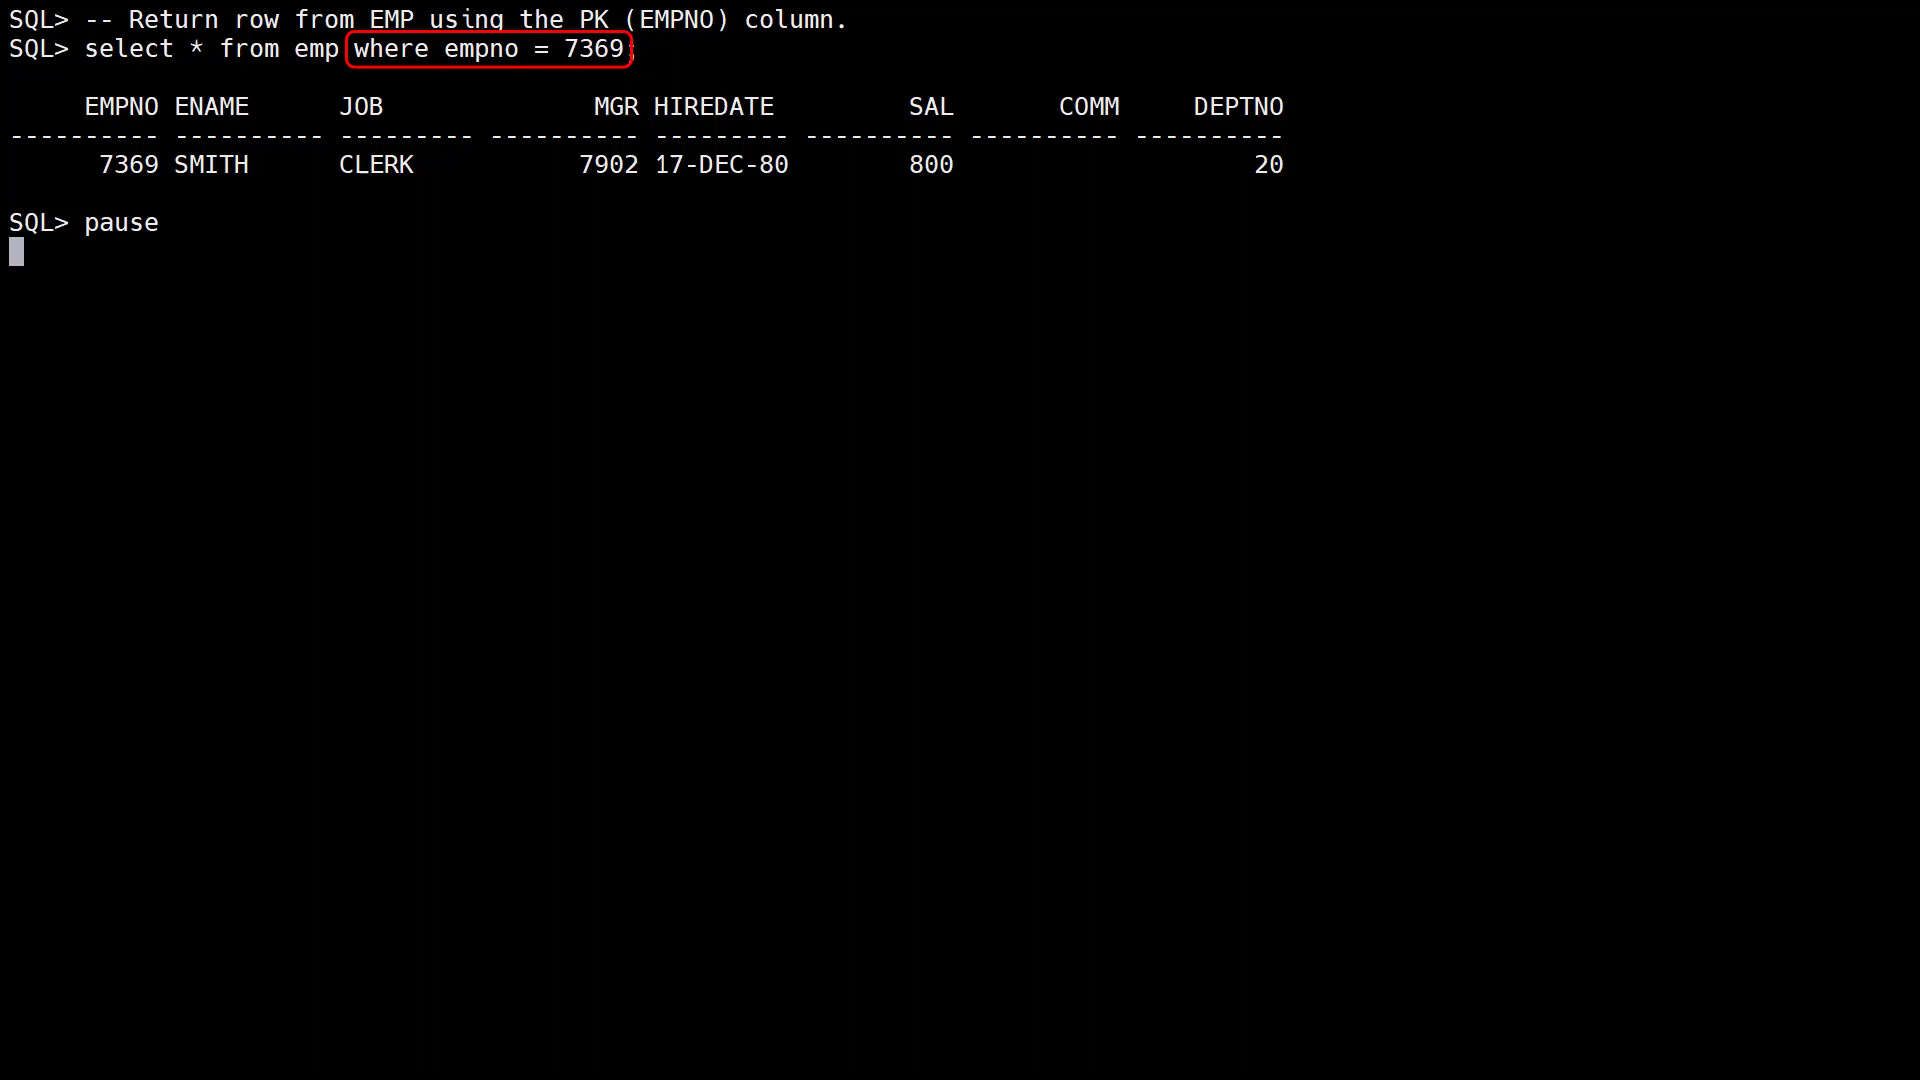 SQL> -- Return row from EMP using the PK (EMPNO) column.
SQL> select * from emp where empno = 7369;
     EMPNO ENAME      JOB              MGR HIREDATE         SAL       COMM     DEPTNO
---------- ---------- --------- ---------- --------- ---------- ---------- ----------
      7369 SMITH      CLERK           7902 17-DEC-80        800                    20
SQL> pause